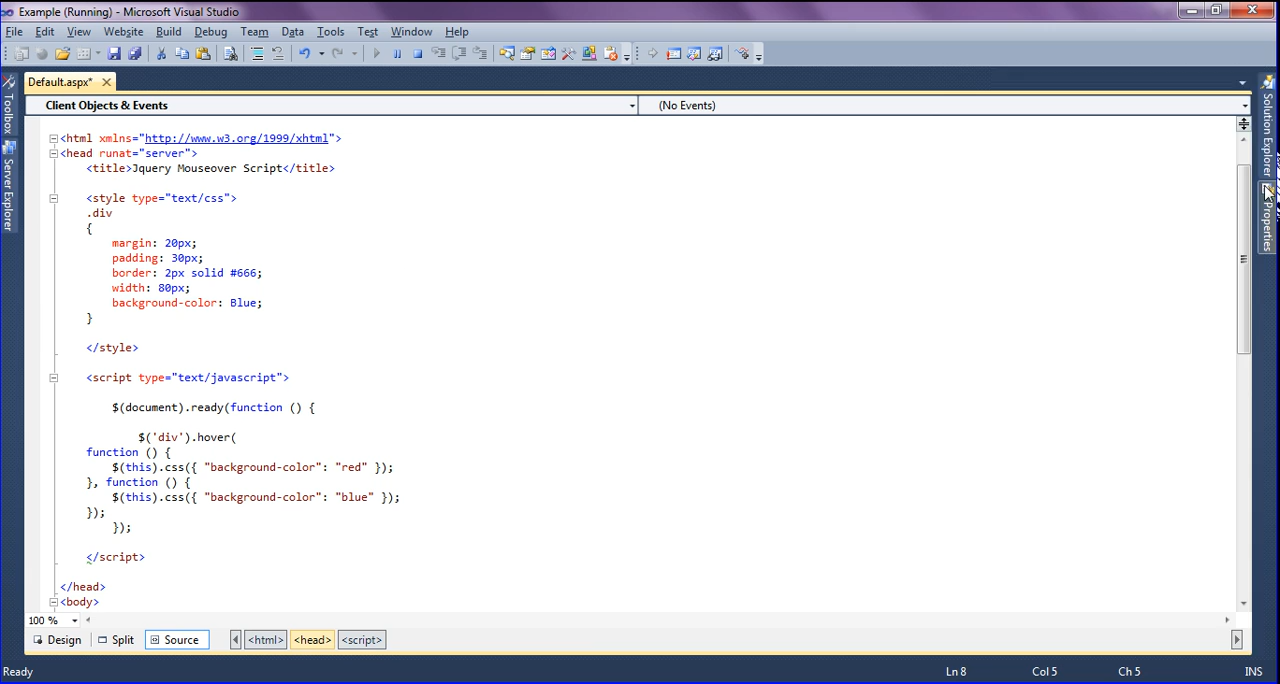 Example (Running) - Microsoft Visual Studio
File Edit View Website Build Debug Team Data Tools Test Window Help
Default.aspx*
Client Objects & Events (No Events)
Toolbox
Server Explorer
Solution Explorer
Properties
<html xmlns="http://www.w3.org/1999/xhtml">
<head runat="server">
<title>Jquery Mouseover Script</title>
<style type="text/css">
.div
{
margin: 20px;
padding: 30px;
border: 2px solid #666;
width: 80px;
background-color: Blue;
}
</style>
<script type="text/javascript">
$(document).ready(function () {
$('div').hover(
function () {
$(this).css({ "background-color": "red" });
}, function () {
$(this).css({ "background-color": "blue" });
});
});
</script>
</head>
<body>
100 %
Design Split Source <html> <head> <script>
Ready Ln 8 Col 5 Ch 5 INS